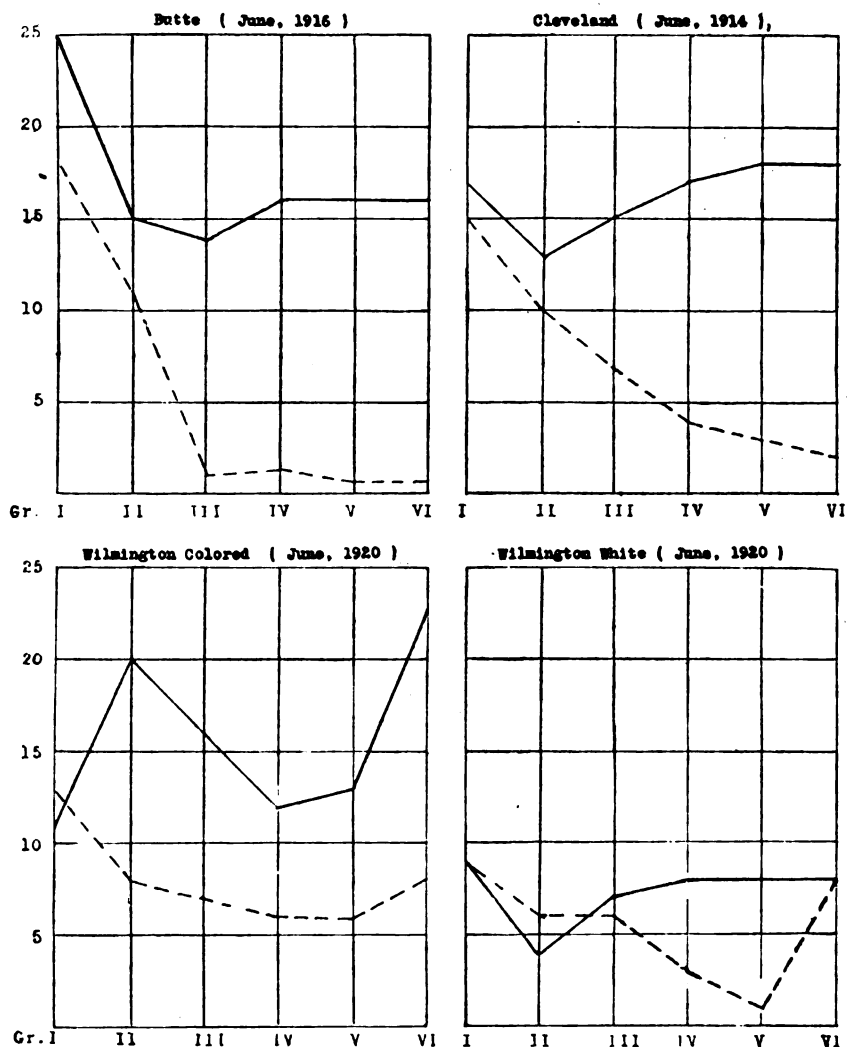 Butte ( June, 1916 )
Cleveland ( June, 1914 ),
25
20
15
10
5
Gr. I II III IV V VI
I II III IV V VI
Wilmington Colored ( June, 1920 )
Wilmington White ( June, 1920 )
25
20
15
10
5
Gr. I II III IV V VI
I II III IV V VI